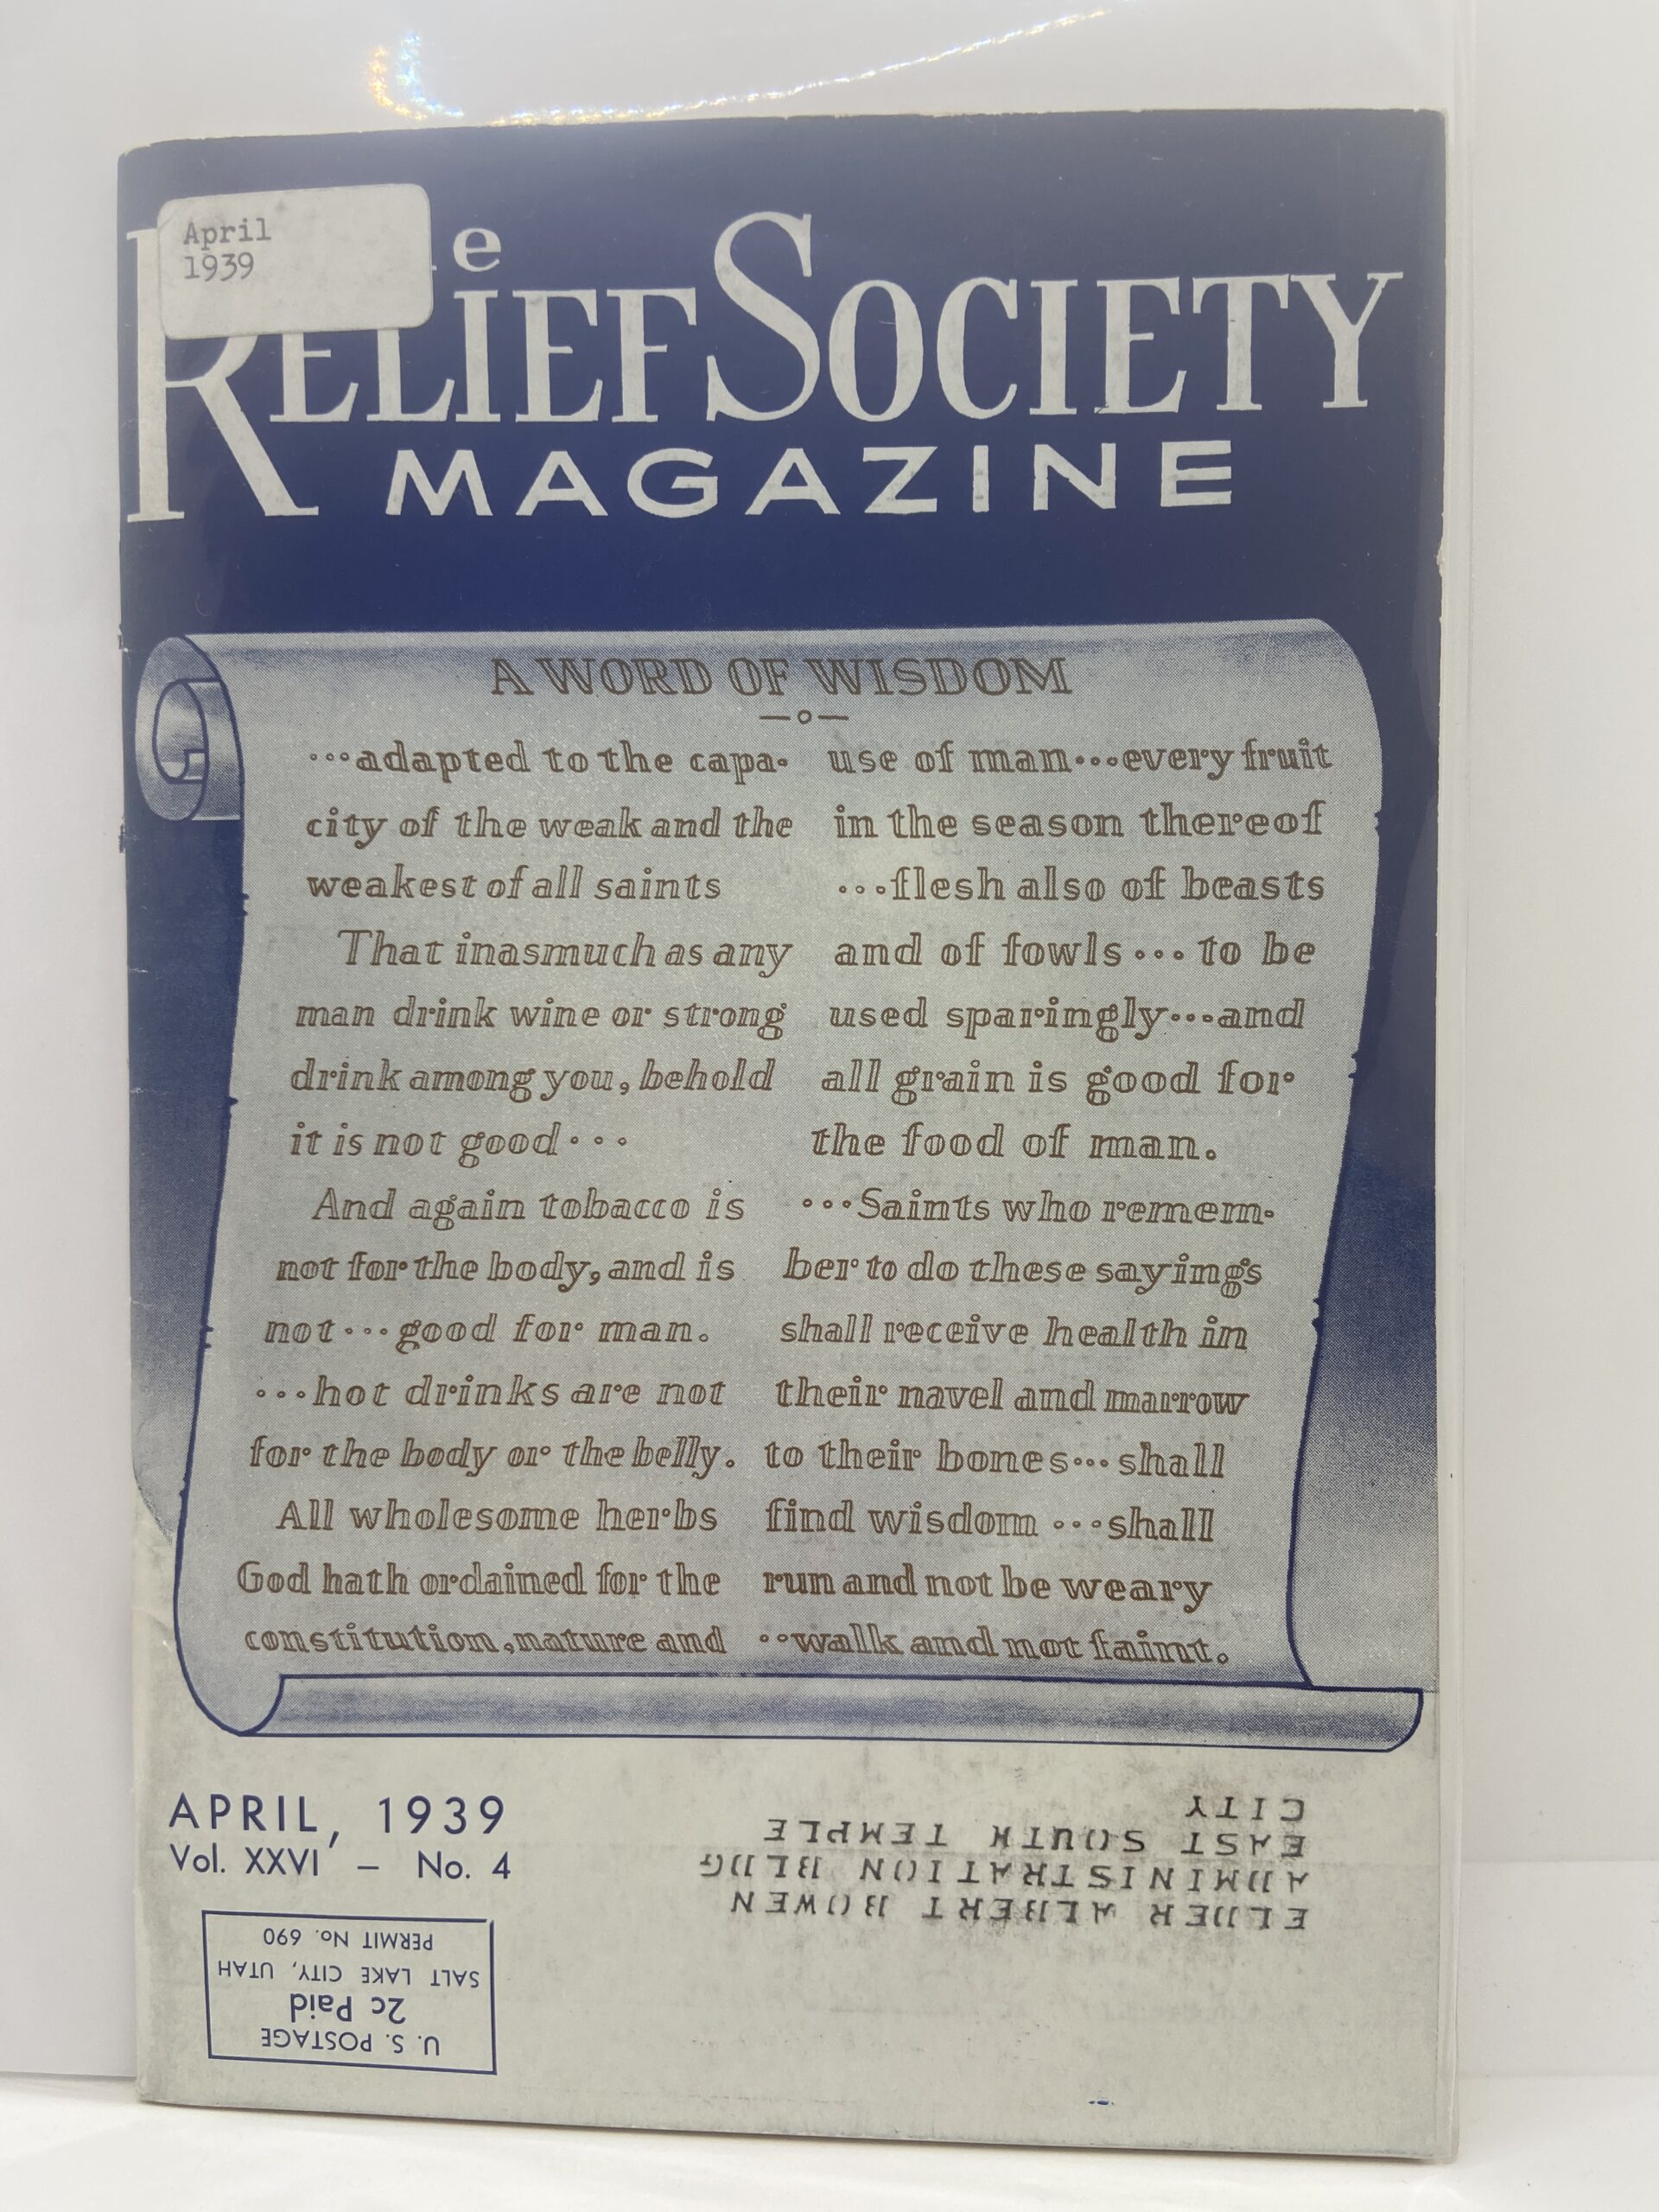 April
1939
e
RELIEF SOCIETY
MAGAZINE
A WORD OF WISDOM
...adapted to the capa-
city of the weak and the
weakest of all saints
That inasmuch as any
man drink wine or strong
drink among you, behold
it is not good...
And again tobacco is
not for the body, and is
not...good for man.
...hot drinks are not
for the body or the belly.
All wholesome herbs
God hath ordained for the
constitution, nature and
use of man...every fruit
in the season thereof
...flesh also of beasts
and of fowls... to be
used sparingly...and
all grain is good for
the food of man.
...Saints who remem-
ber to do these sayings
shall receive health in
their navel and marrow
to their bones...shall
find wisdom ...shall
run and not be weary
..walk and not faint.
APRIL, 1939
Vol. XXVI – No. 4
ELDER ALBERT BOWEN
ADMINISTRATION BLDG
EAST SOUTH TEMPLE
CITY
U. S. POSTAGE
2c Paid
SALT LAKE CITY, UTAH
PERMIT No. 690